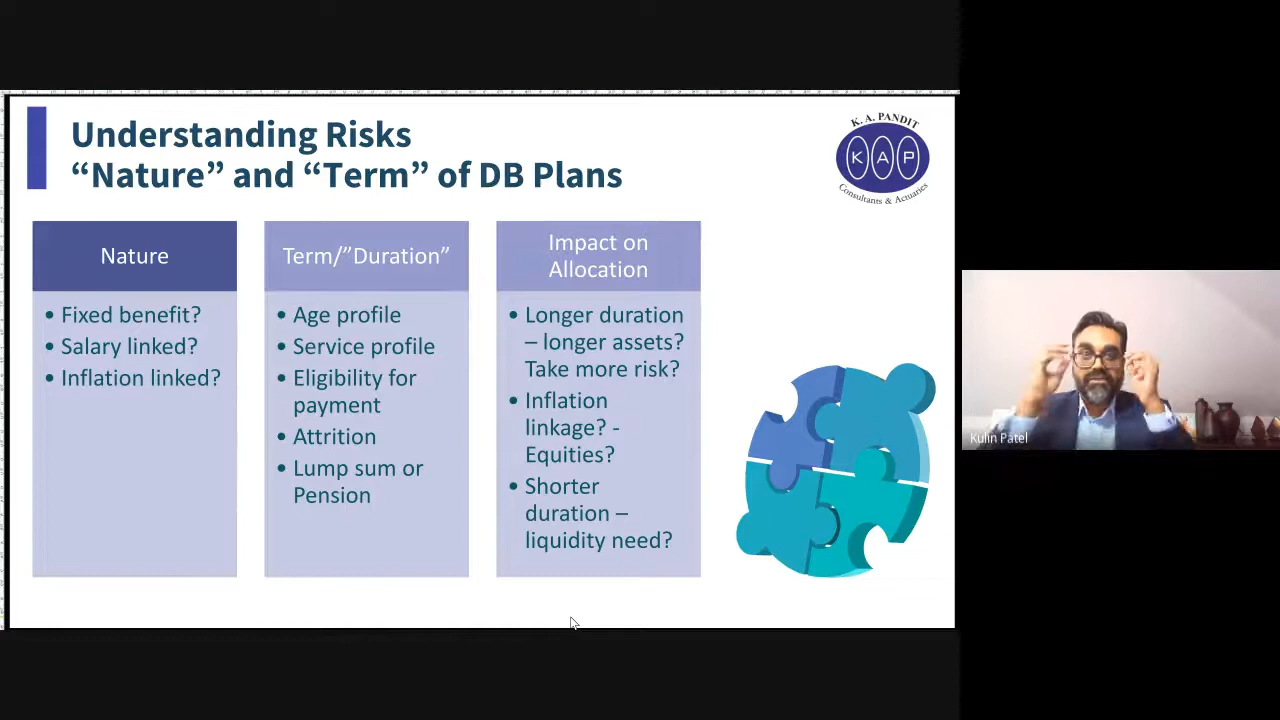 Understanding Risks
“Nature” and “Term” of DB Plans
K. A. PANDIT
K A P
Consultants & Actuaries
Nature
• Fixed benefit?
• Salary linked?
• Inflation linked?
Term/”Duration”
• Age profile
• Service profile
• Eligibility for
payment
• Attrition
• Lump sum or
Pension
Impact on
Allocation
• Longer duration
– longer assets?
Take more risk?
• Inflation
linkage? -
Equities?
• Shorter
duration –
liquidity need?
Kulin Patel